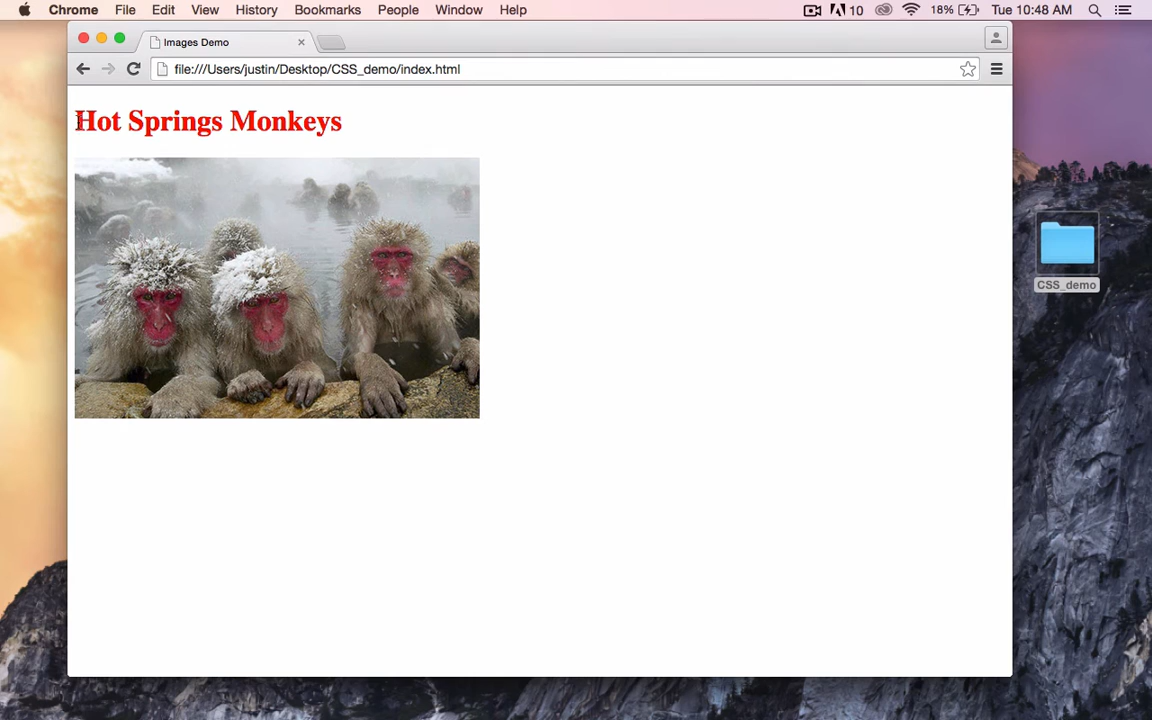 Chrome File Edit View History Bookmarks People Window Help 10 18% Tue 10:48 AM
Images Demo
file:///Users/justin/Desktop/CSS_demo/index.html
Hot Springs Monkeys
CSS_demo